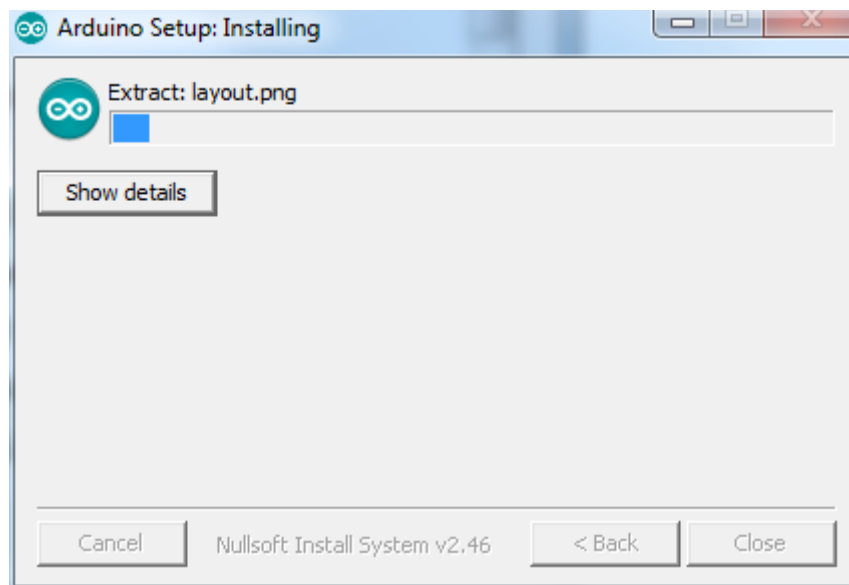 Arduino Setup: Installing
Extract: layout.png
Show details
Cancel Nullsoft Install System v2.46 < Back Close